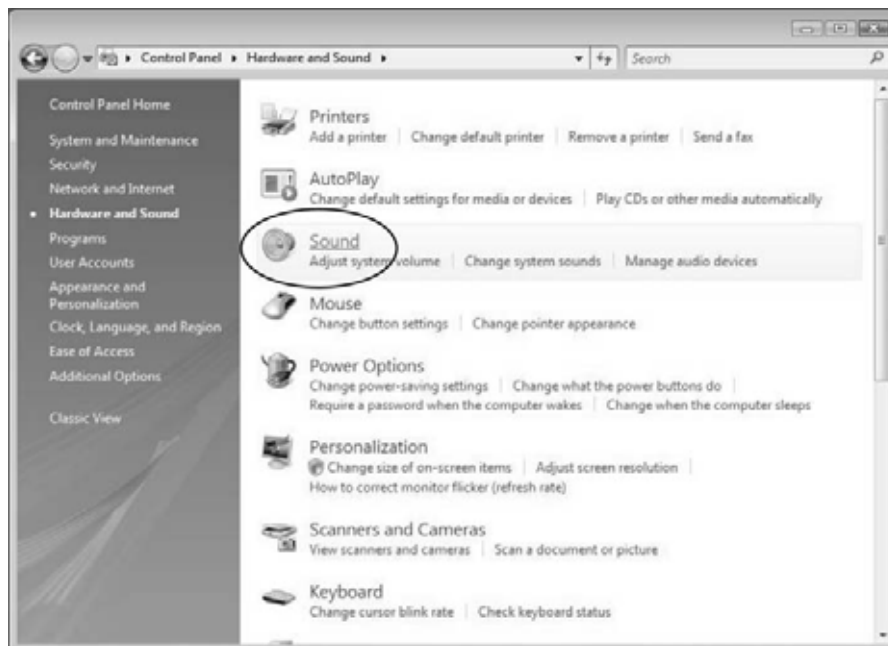 Control Panel ▸ Hardware and Sound ▸
Search
Control Panel Home
System and Maintenance
Security
Network and Internet
Hardware and Sound
Programs
User Accounts
Appearance and
Personalization
Clock, Language, and Region
Ease of Access
Additional Options
Classic View
Printers
Add a printer | Change default printer | Remove a printer | Send a fax
AutoPlay
Change default settings for media or devices | Play CDs or other media automatically
Sound
Adjust system volume | Change system sounds | Manage audio devices
Mouse
Change button settings | Change pointer appearance
Power Options
Change power-saving settings | Change what the power buttons do |
Require a password when the computer wakes | Change when the computer sleeps
Personalization
Change size of on-screen items | Adjust screen resolution |
How to correct monitor flicker (refresh rate)
Scanners and Cameras
View scanners and cameras | Scan a document or picture
Keyboard
Change cursor blink rate | Check keyboard status